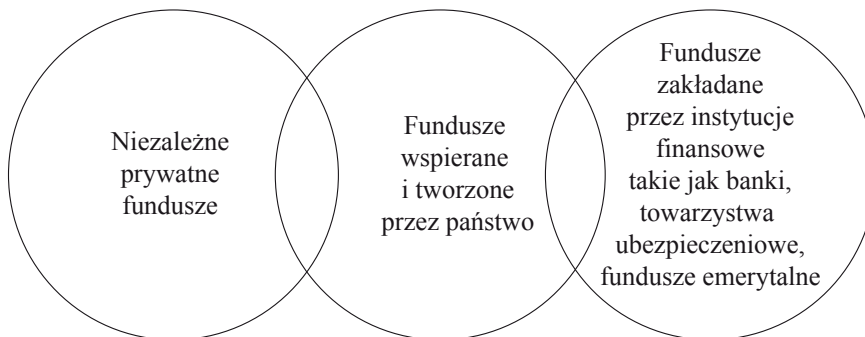 Niezależne
prywatne
fundusze
Fundusze
wspierane
i tworzone
przez państwo
Fundusze
zakładane
przez instytucje
finansowe
takie jak banki,
towarzystwa
ubezpieczeniowe,
fundusze emerytalne